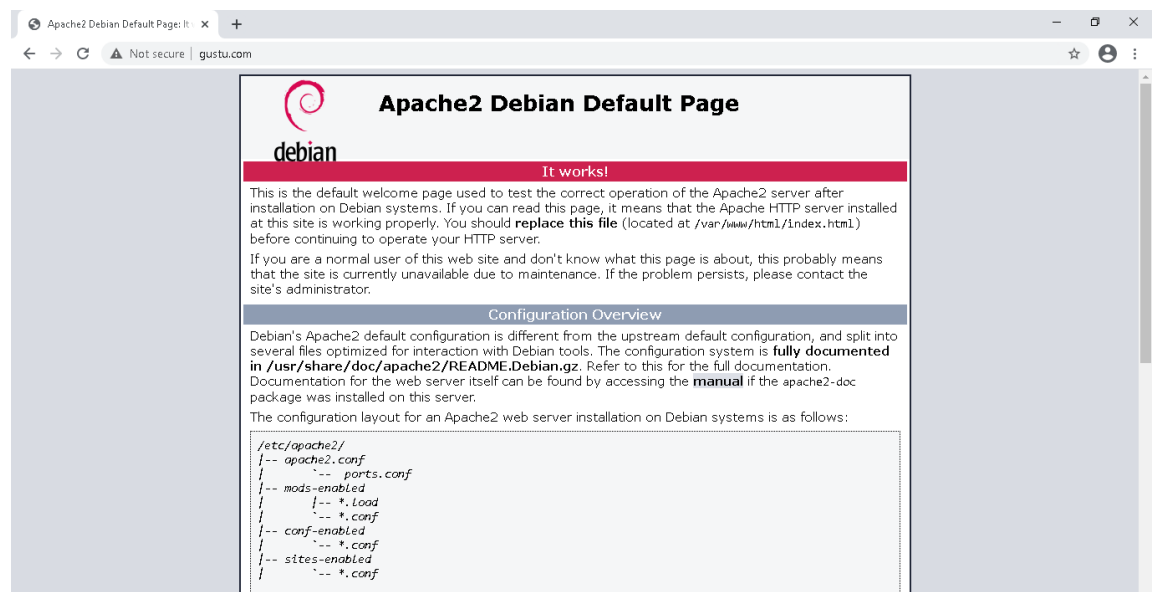 Apache2 Debian Default Page: It
Not secure | gustu.com
Apache2 Debian Default Page
debian
It works!
This is the default welcome page used to test the correct operation of the Apache2 server after
installation on Debian systems. If you can read this page, it means that the Apache HTTP server installed
at this site is working properly. You should replace this file (located at /var/www/html/index.html)
before continuing to operate your HTTP server.
If you are a normal user of this web site and don't know what this page is about, this probably means
that the site is currently unavailable due to maintenance. If the problem persists, please contact the
site's administrator.
Configuration Overview
Debian's Apache2 default configuration is different from the upstream default configuration, and split into
several files optimized for interaction with Debian tools. The configuration system is fully documented
in /usr/share/doc/apache2/README.Debian.gz. Refer to this for the full documentation.
Documentation for the web server itself can be found by accessing the manual if the apache2-doc
package was installed on this server.
The configuration layout for an Apache2 web server installation on Debian systems is as follows:
/etc/apache2/
|-- apache2.conf
|       `--  ports.conf
|-- mods-enabled
|       |-- *.load
|       `-- *.conf
|-- conf-enabled
|       `-- *.conf
|-- sites-enabled
|       `-- *.conf